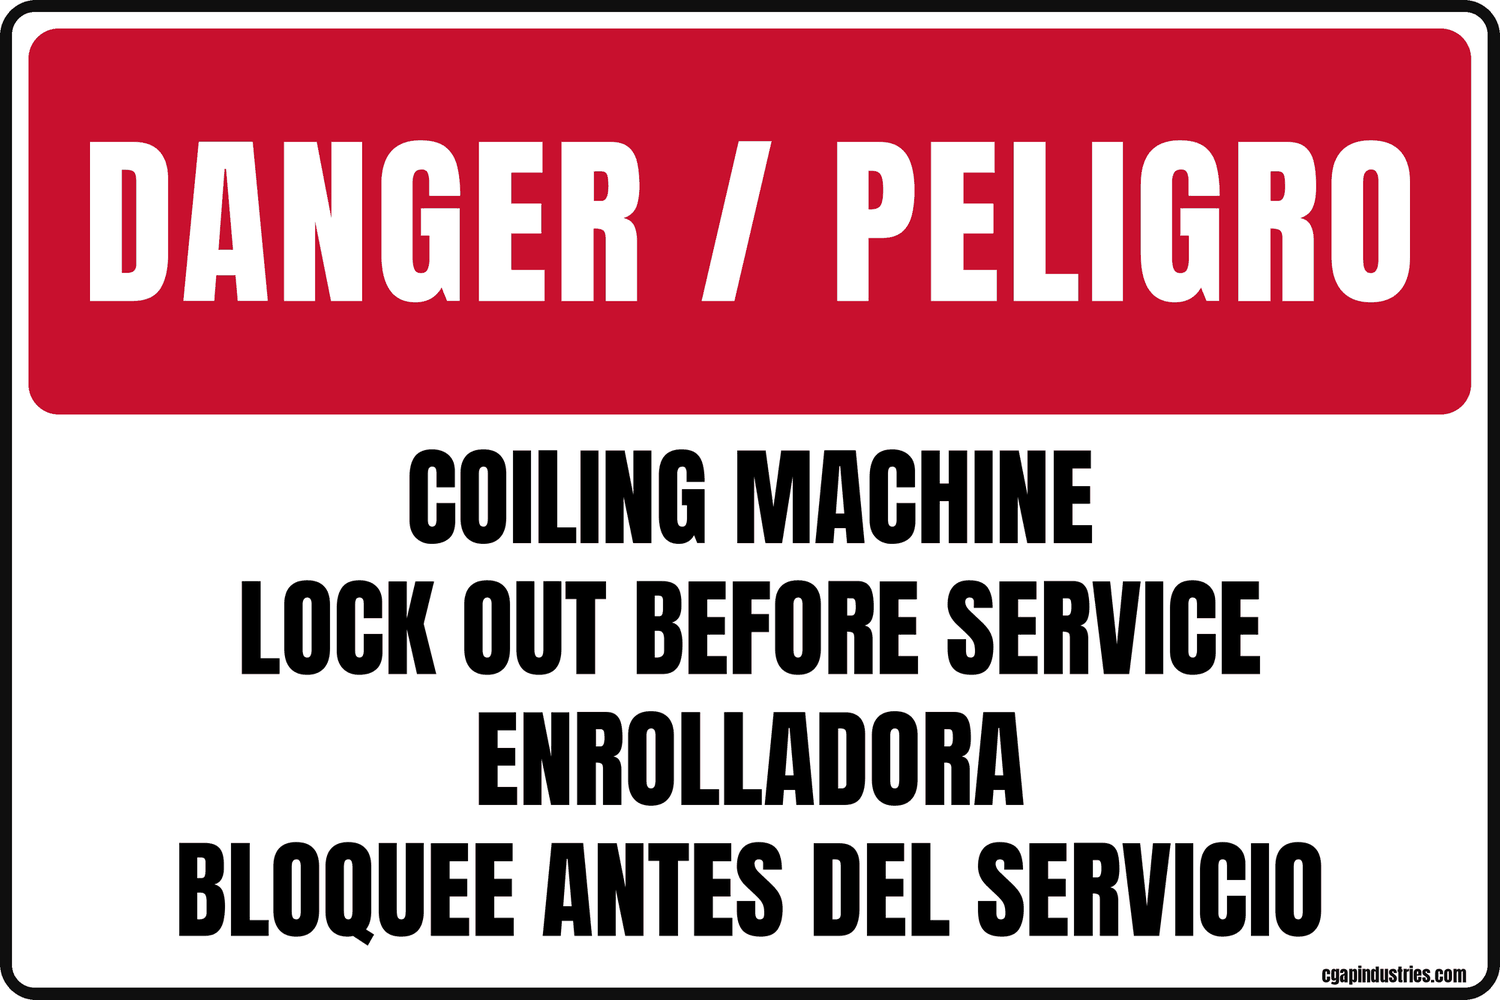 DANGER / PELIGRO
COILING MACHINE
LOCK OUT BEFORE SERVICE
ENROLLADORA
BLOQUEE ANTES DEL SERVICIO
cgapindustries.com